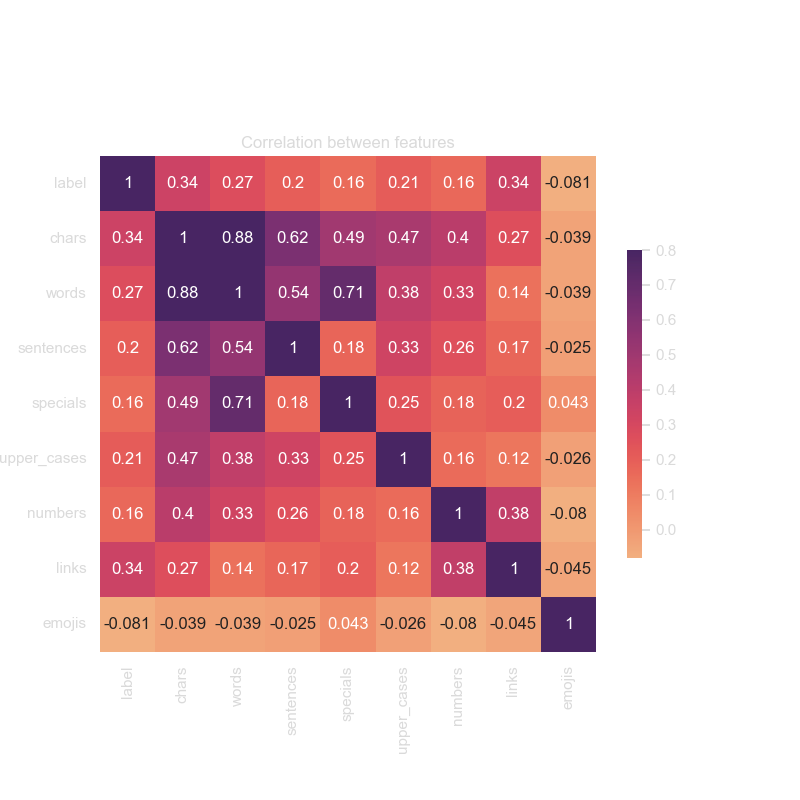 Correlation between features
label 1 0.34 0.27 0.2 0.16 0.21 0.16 0.34 -0.081
chars 0.34 1 0.88 0.62 0.49 0.47 0.4 0.27 -0.039
words 0.27 0.88 1 0.54 0.71 0.38 0.33 0.14 -0.039
sentences 0.2 0.62 0.54 1 0.18 0.33 0.26 0.17 -0.025
specials 0.16 0.49 0.71 0.18 1 0.25 0.18 0.2 0.043
upper_cases 0.21 0.47 0.38 0.33 0.25 1 0.16 0.12 -0.026
numbers 0.16 0.4 0.33 0.26 0.18 0.16 1 0.38 -0.08
links 0.34 0.27 0.14 0.17 0.2 0.12 0.38 1 -0.045
emojis -0.081 -0.039 -0.039 -0.025 0.043 -0.026 -0.08 -0.045 1
label chars words sentences specials upper_cases numbers links emojis
0.8
0.7
0.6
0.5
0.4
0.3
0.2
0.1
0.0